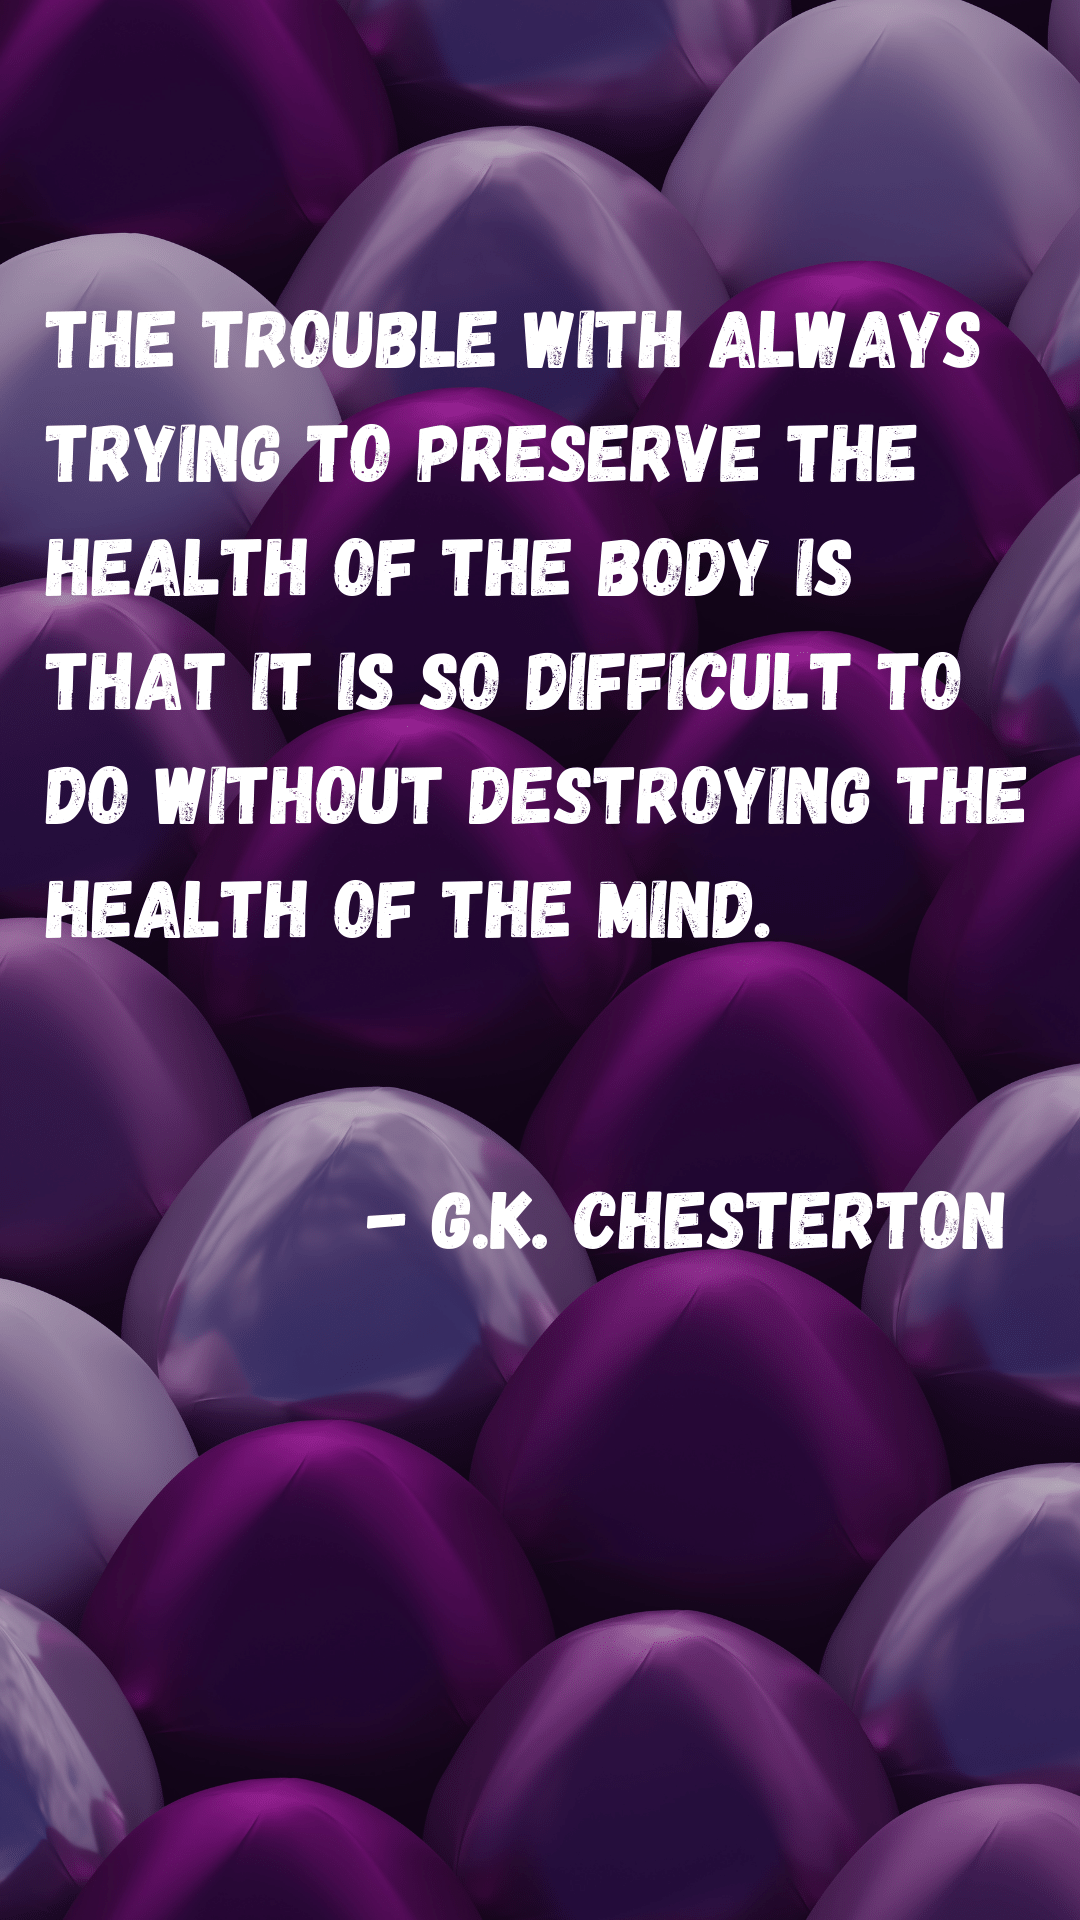 THE TROUBLE WITH ALWAYS
TRYING TO PRESERVE THE
HEALTH OF THE BODY IS
THAT IT IS SO DIFFICULT TO
DO WITHOUT DESTROYING THE
HEALTH OF THE MIND.
- G.K. CHESTERTON